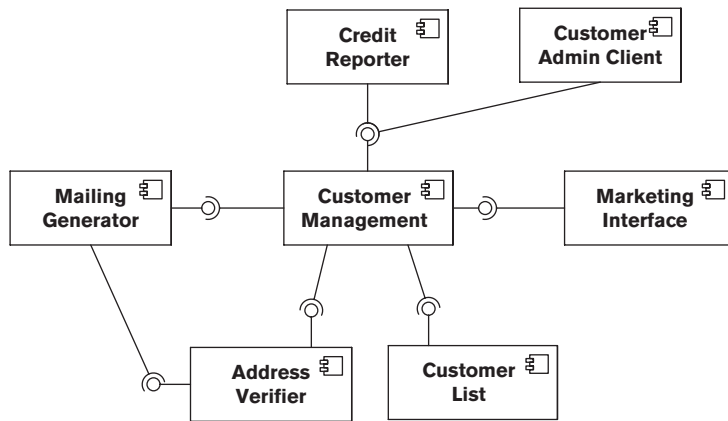 Credit
Reporter
Customer
Admin Client
Mailing
Generator
Customer
Management
Marketing
Interface
Address
Verifier
Customer
List